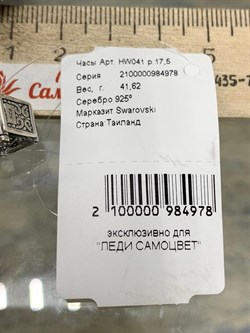 Часы Арт. HW041 р.17,5
Серия 2100000984978
Вес, г. 41,62
Серебро 925°
Марказит Swarovski
Страна Таиланд
2 100000 984978
ЭКСКЛЮЗИВНО ДЛЯ
"ЛЕДИ САМОЦВЕТ"